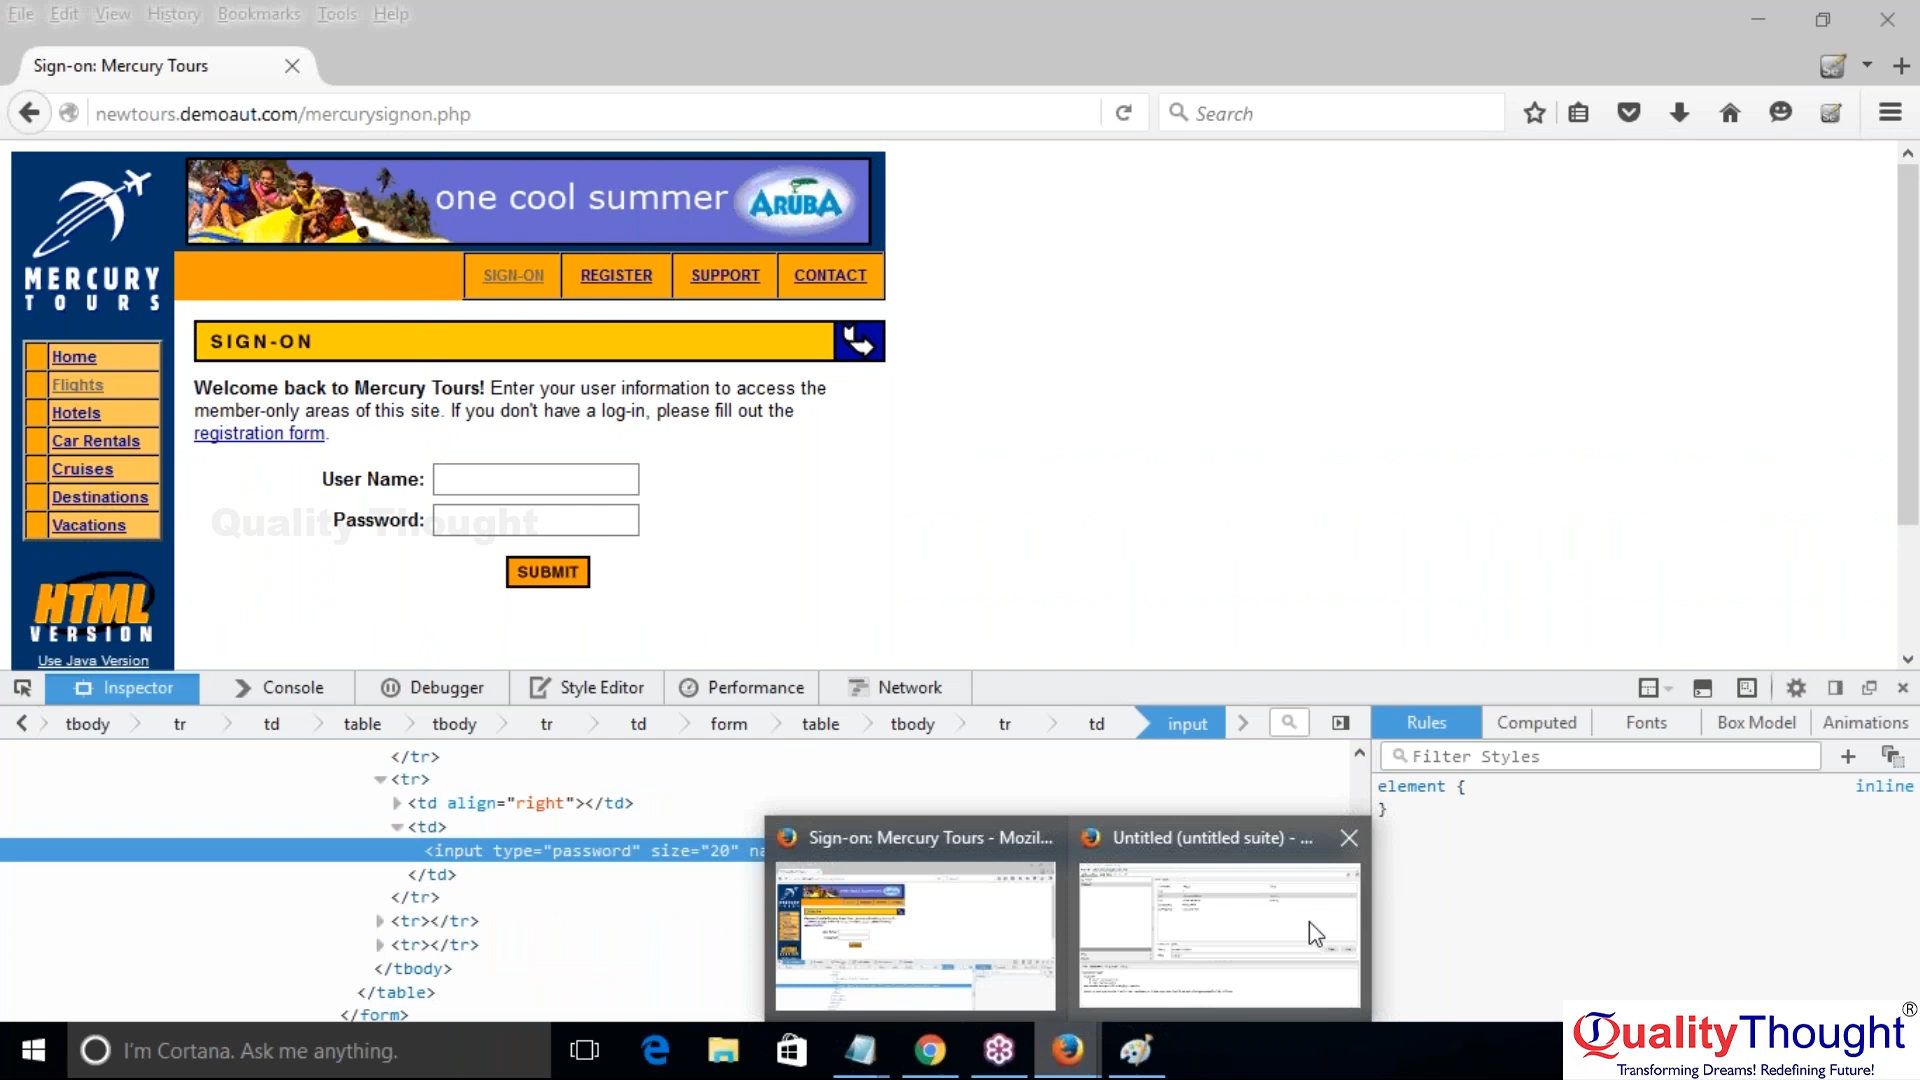 File Edit View History Bookmarks Tools Help
Sign-on: Mercury Tours
newtours.demoaut.com/mercurysignon.php
Search
MERCURY
TOURS
one cool summer
ARUBA
SIGN-ON REGISTER SUPPORT CONTACT
SIGN-ON
Home
Flights
Hotels
Car Rentals
Cruises
Destinations
Vacations
HTML
VERSION
Use Java Version
Welcome back to Mercury Tours! Enter your user information to access the
member-only areas of this site. If you don't have a log-in, please fill out the
registration form.
User Name:
Password:
Quality Thought
SUBMIT
Inspector Console Debugger Style Editor Performance Network
tbody tr td table tbody tr td form table tbody tr td input
Rules Computed Fonts Box Model Animations
Filter Styles
element { inline
}
</tr>
<tr>
<td align="right"></td>
<td>
<input type="password" size="20" na
</td>
</tr>
<tr></tr>
<tr></tr>
</tbody>
</table>
</form>
Sign-on: Mercury Tours - Mozil...
Untitled (untitled suite) - ...
I'm Cortana. Ask me anything.
QualityThought®
Transforming Dreams! Redefining Future!